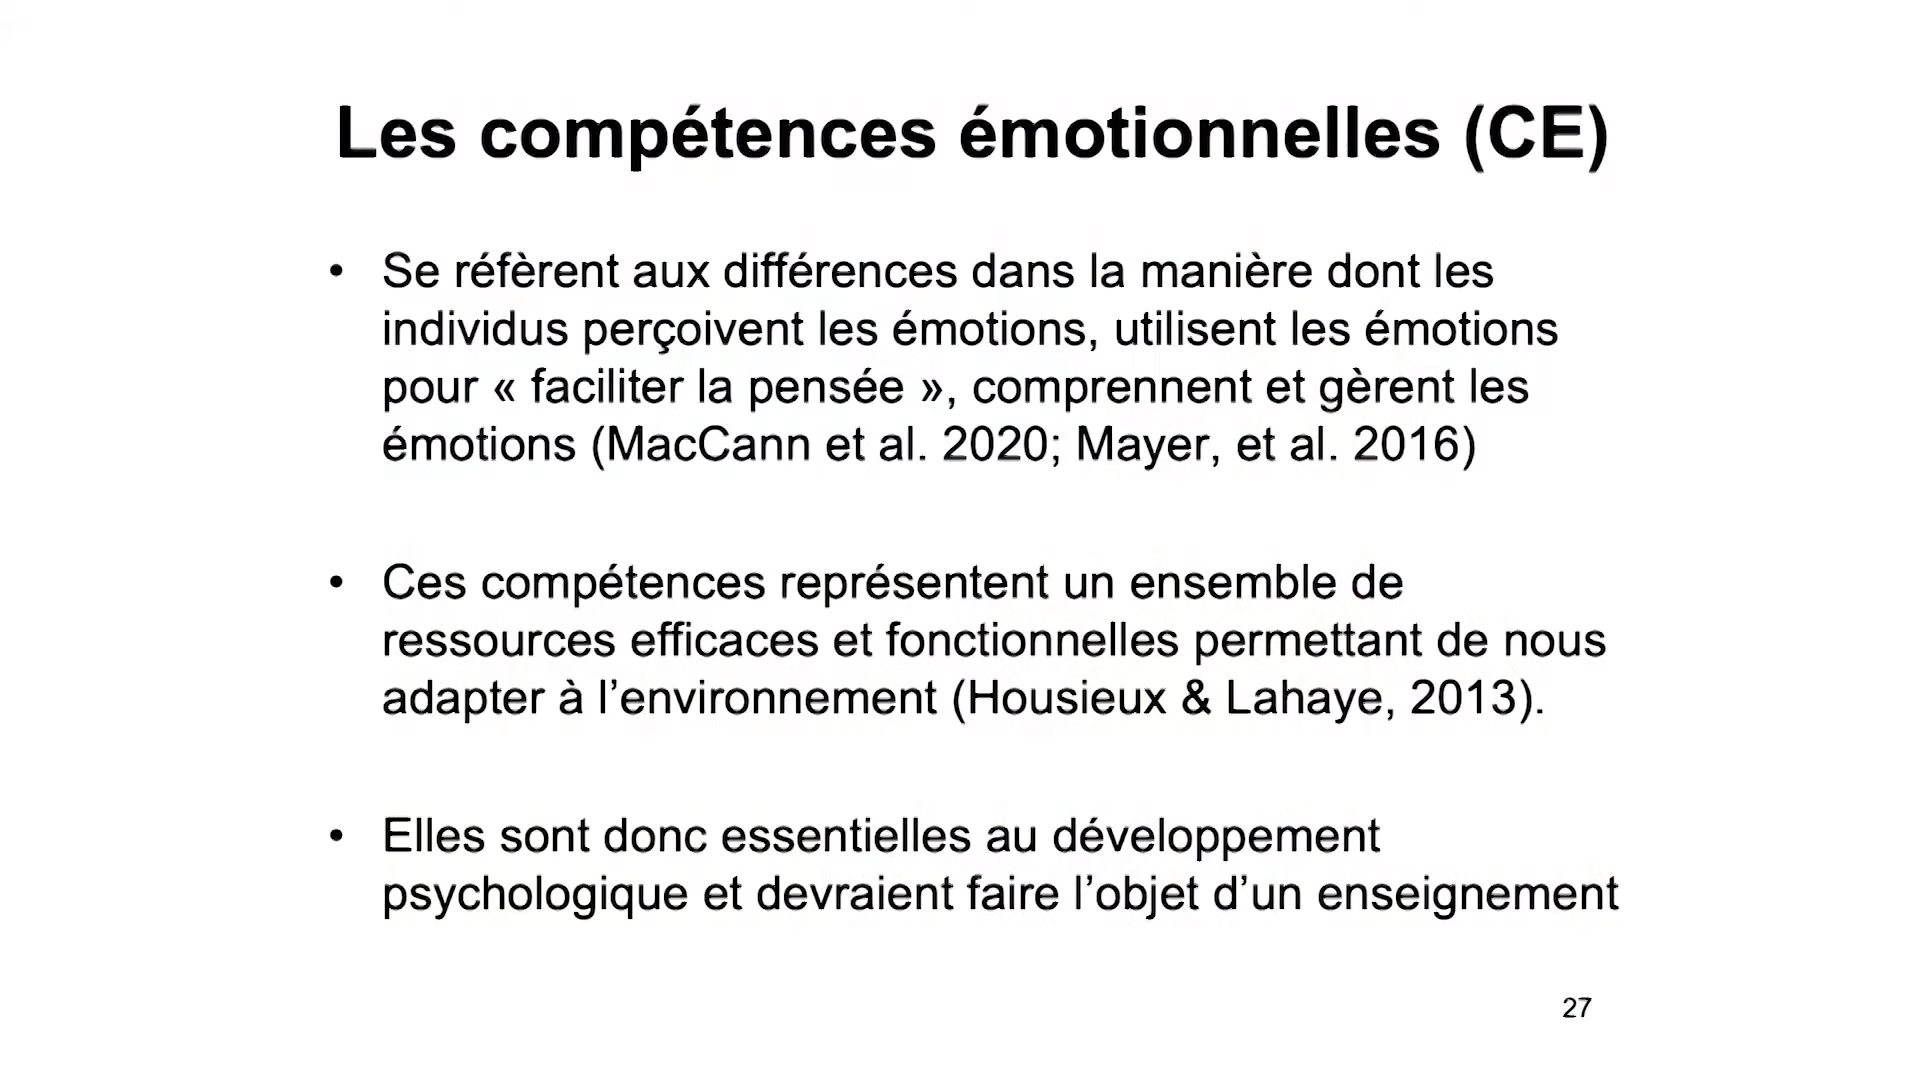 Les compétences émotionnelles (CE)
• Se réfèrent aux différences dans la manière dont les
individus perçoivent les émotions, utilisent les émotions
pour « faciliter la pensée », comprennent et gèrent les
émotions (MacCann et al. 2020; Mayer, et al. 2016)
• Ces compétences représentent un ensemble de
ressources efficaces et fonctionnelles permettant de nous
adapter à l’environnement (Housieux & Lahaye, 2013).
• Elles sont donc essentielles au développement
psychologique et devraient faire l’objet d’un enseignement
27